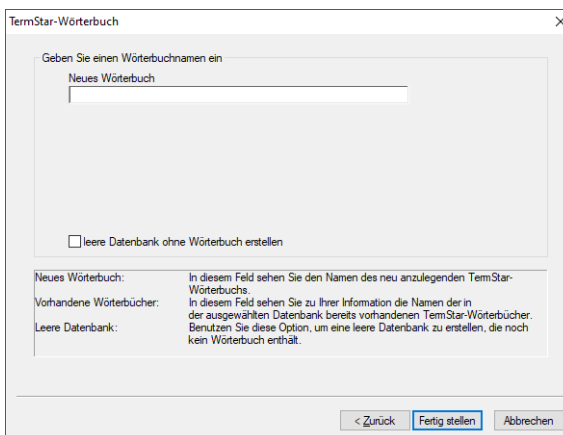 TermStar-Wörterbuch
Geben Sie einen Wörterbuchnamen ein
Neues Wörterbuch
leere Datenbank ohne Wörterbuch erstellen
Neues Wörterbuch: In diesem Feld sehen Sie den Namen des neu anzulegenden TermStar-
Wörterbuchs.
Vorhandene Wörterbücher: In diesem Feld sehen Sie zu Ihrer Information die Namen der in
der ausgewählten Datenbank bereits vorhandenen TermStar-Wörterbücher.
Leere Datenbank: Benutzen Sie diese Option, um eine leere Datenbank zu erstellen, die noch
kein Wörterbuch enthält.
< Zurück Fertig stellen Abbrechen